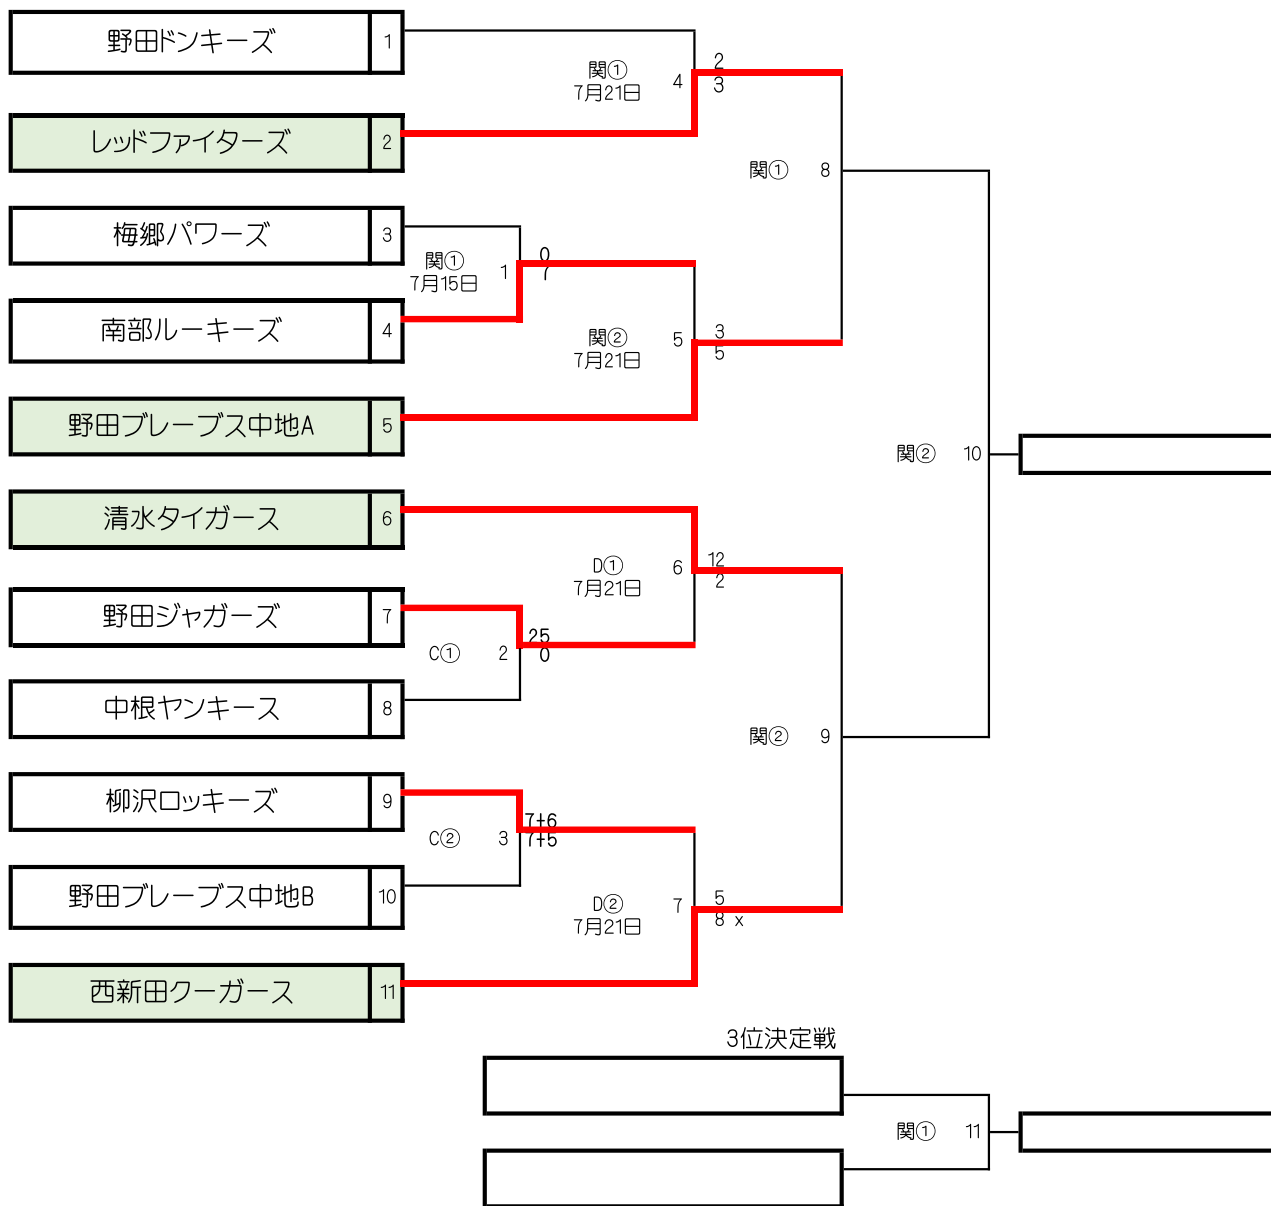 野田ドンキーズ 1
関① 4 2
7月21日 3
レッドファイターズ 2
関① 8
梅郷パワーズ 3
関① 1 0
7月15日 7
南部ルーキーズ 4
関② 5 3
7月21日 5
野田ブレーブス中地A 5
関② 10
清水タイガース 6
D① 6 12
7月21日 2
野田ジャガーズ 7
C① 2 25
0
中根ヤンキース 8
関② 9
柳沢ロッキーズ 9
C② 3 7+6
7+5
野田ブレーブス中地B 10
D② 7 5
7月21日 8 x
西新田クーガース 11
3位決定戦
関① 11